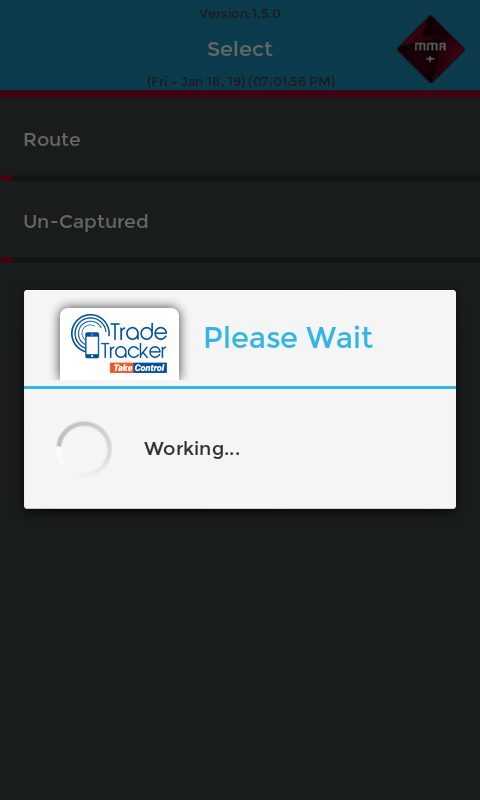 Version:1.5.0
Select
MMA
+
(Fri - Jan 18, 19) (07:01:56 PM)
Route
Un-Captured
Trade
Tracker
Take Control
Please Wait
Working...